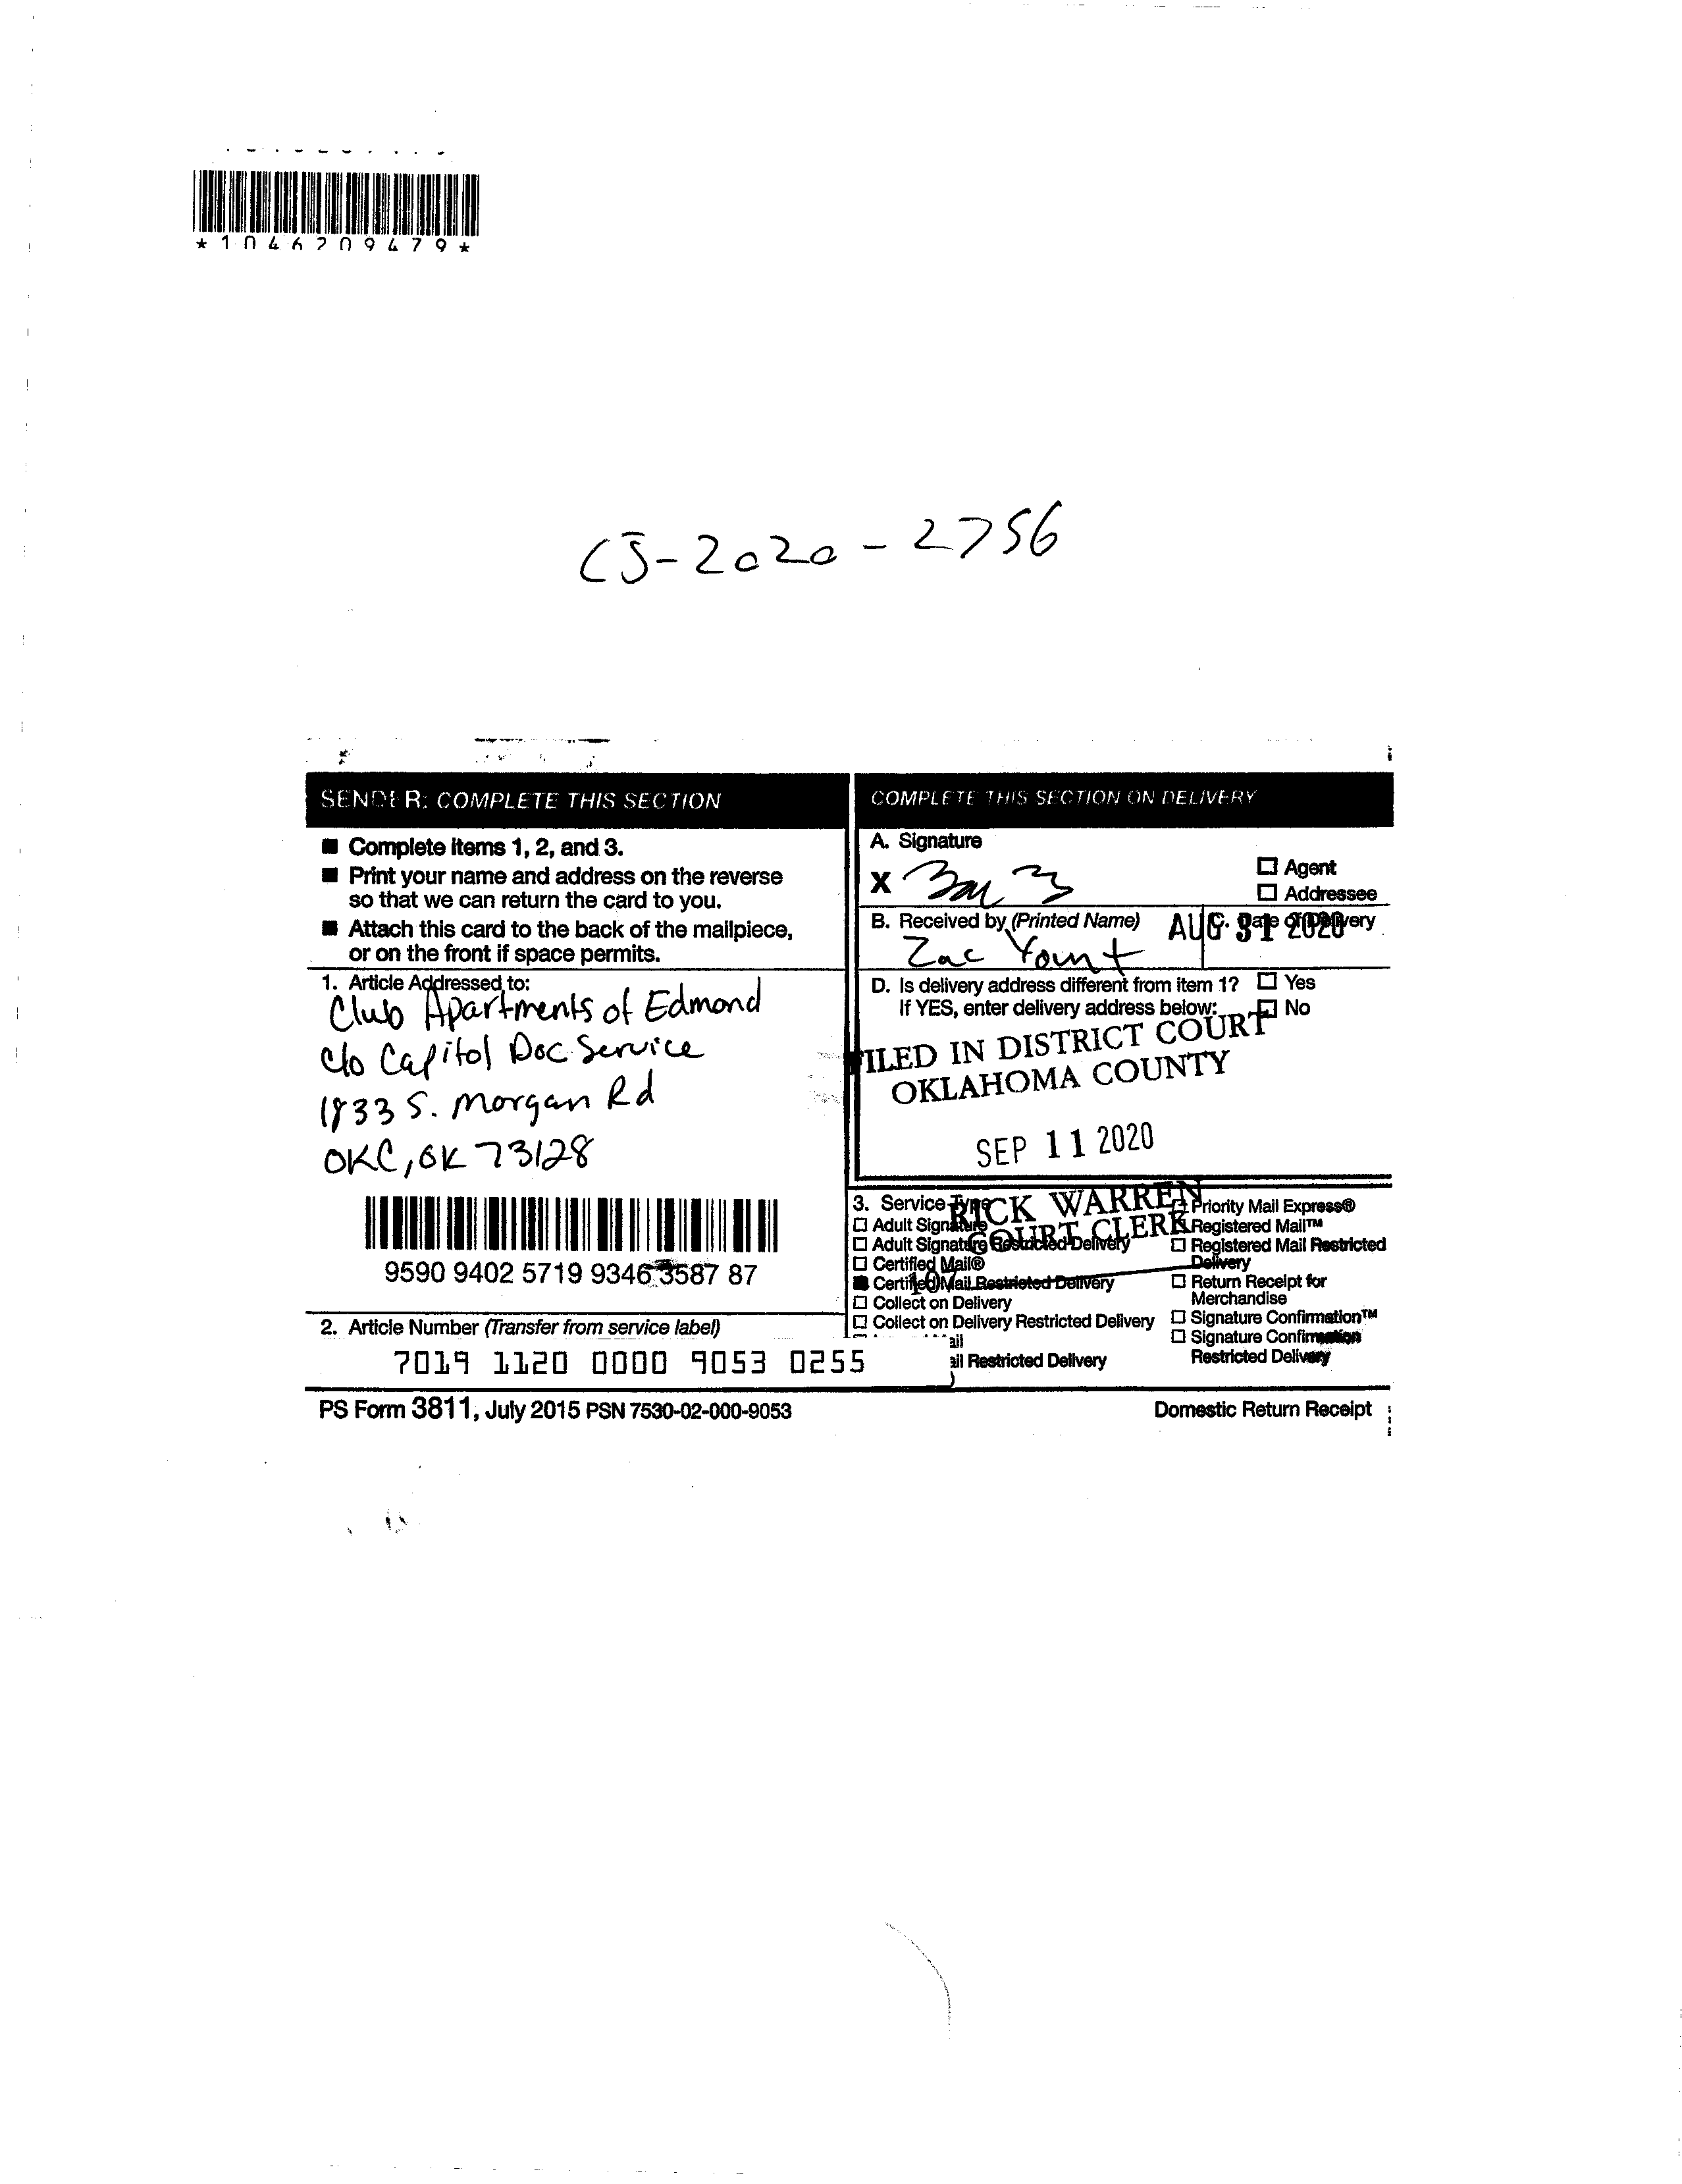 *1046209479*
CJ-2020-2756
SENDER: COMPLETE THIS SECTION
■ Complete items 1, 2, and 3.
■ Print your name and address on the reverse
so that we can return the card to you.
■ Attach this card to the back of the mailpiece,
or on the front if space permits.
1. Article Addressed to:
Club Apartments of Edmond
c/o Capitol Doc Service
1833 S. Morgan Rd
OKC, OK 73128
9590 9402 5719 9346 3587 87
2. Article Number (Transfer from service label)
7019 1120 0000 9053 0255
COMPLETE THIS SECTION ON DELIVERY
A. Signature
X
☐ Agent
☐ Addressee
B. Received by (Printed Name)
Zac Yount
C. Date of Delivery
AUG 31 2020
D. Is delivery address different from item 1? ☐ Yes
If YES, enter delivery address below: ☐ No
FILED IN DISTRICT COURT
OKLAHOMA COUNTY
SEP 11 2020
RICK WARREN
COURT CLERK
3. Service Type
☐ Adult Signature
☐ Adult Signature Restricted Delivery
☐ Certified Mail®
■ Certified Mail Restricted Delivery
☐ Collect on Delivery
☐ Collect on Delivery Restricted Delivery
ail
ail Restricted Delivery
☐ Priority Mail Express®
☐ Registered Mail™
☐ Registered Mail Restricted
Delivery
☐ Return Receipt for
Merchandise
☐ Signature Confirmation™
☐ Signature Confirmation
Restricted Delivery
PS Form 3811, July 2015 PSN 7530-02-000-9053
Domestic Return Receipt